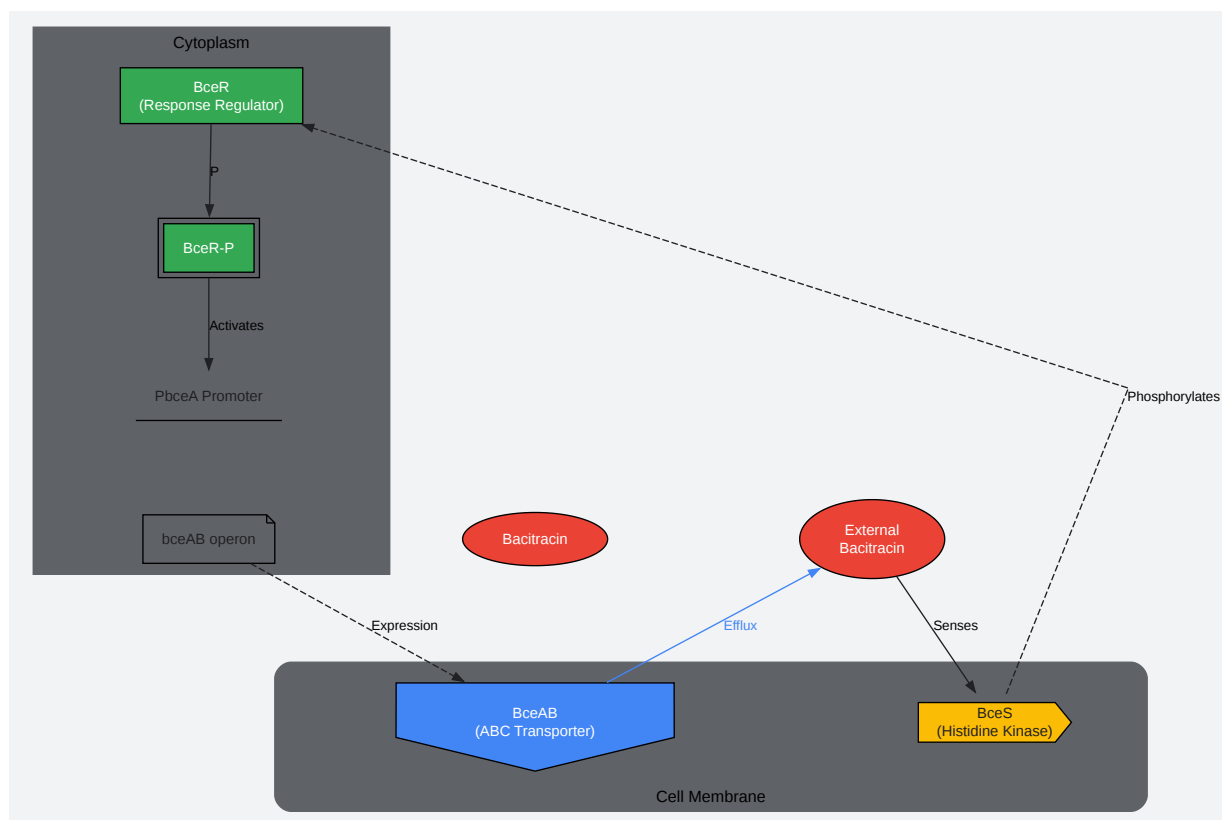 Cytoplasm
BceR
(Response Regulator)
P
BceR-P
Activates
PbceA Promoter
Phosphorylates
bceAB operon
Bacitracin
External
Bacitracin
Expression
Efflux
Senses
BceAB
(ABC Transporter)
BceS
(Histidine Kinase)
Cell Membrane